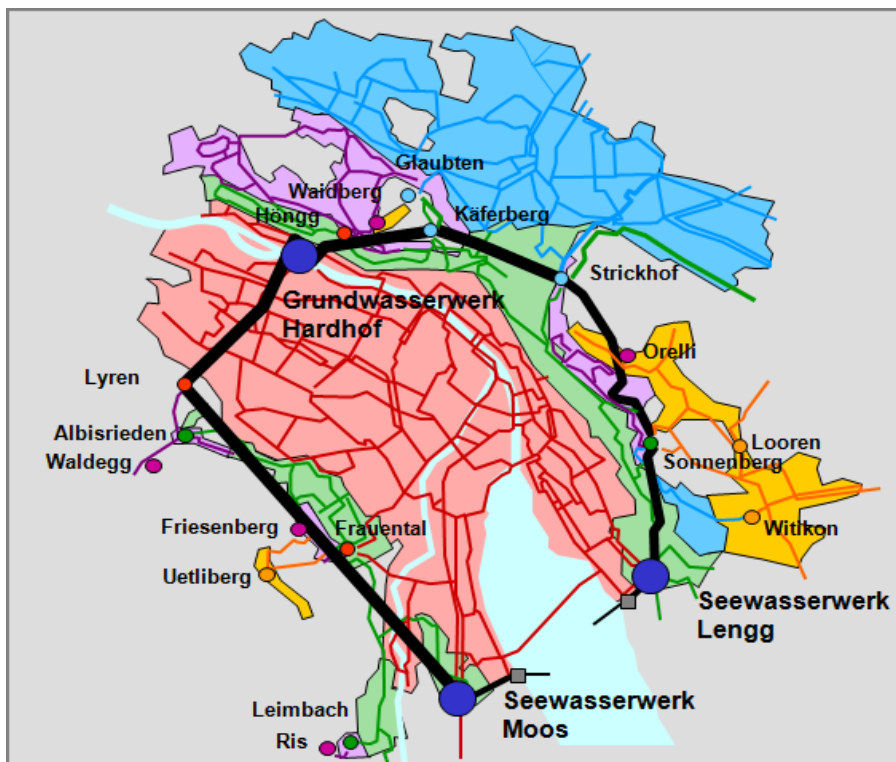 Glaubten
Waidberg
Höngg
Käferberg
Strickhof
Grundwasserwerk
Hardhof
Orelli
Lyren
Albisrieden
Looren
Waldegg
Sonnenberg
Friesenberg
Frauental
Witikon
Uetliberg
Seewasserwerk
Lengg
Leimbach
Seewasserwerk
Moos
Ris